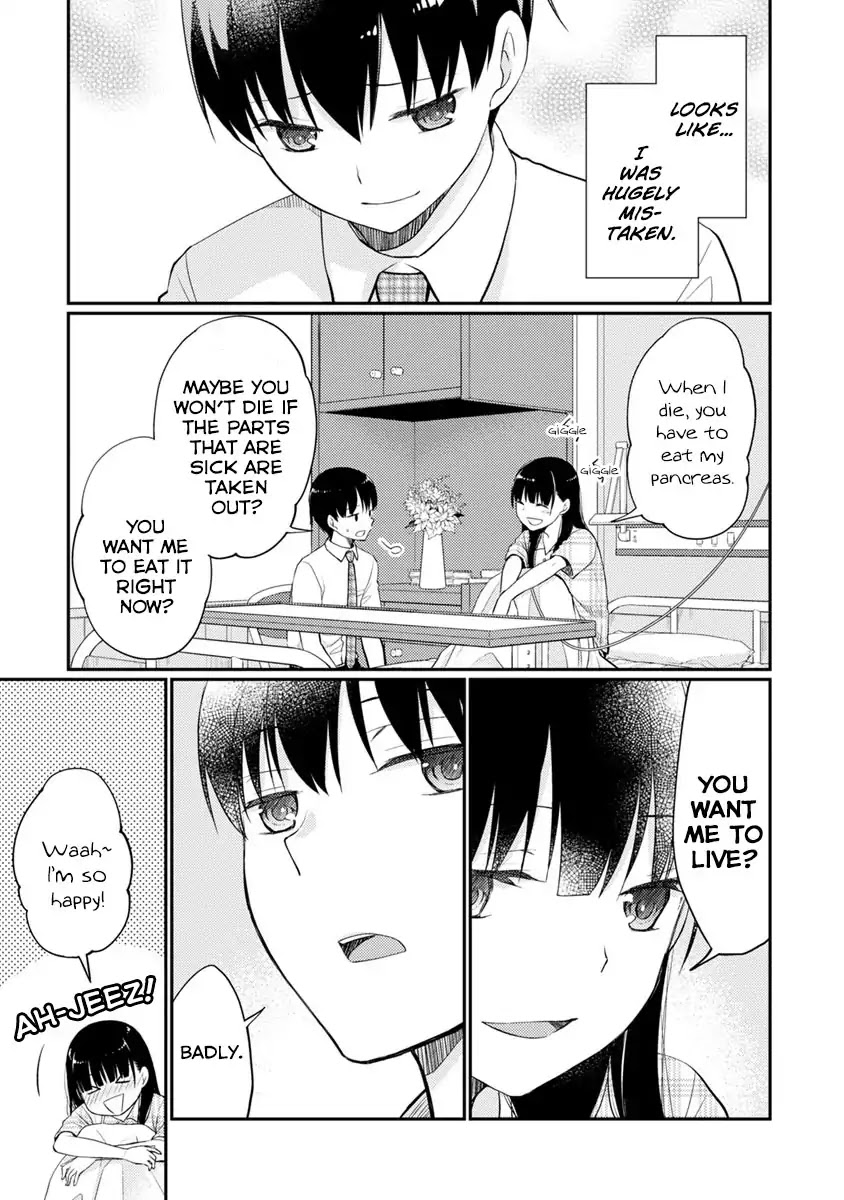 LOOKS
LIKE...
I
WAS
HUGELY
MIS-
TAKEN.
When I
die, you
have to
eat my
pancreas.
GIGGLE
GIGGLE
MAYBE YOU
WON'T DIE IF
THE PARTS
THAT ARE
SICK ARE
TAKEN
OUT?
YOU
WANT ME
TO EAT IT
RIGHT
NOW?
YOU
WANT
ME TO
LIVE?
BADLY.
Waah~
I'm so
happy!
AH-JEEZ!